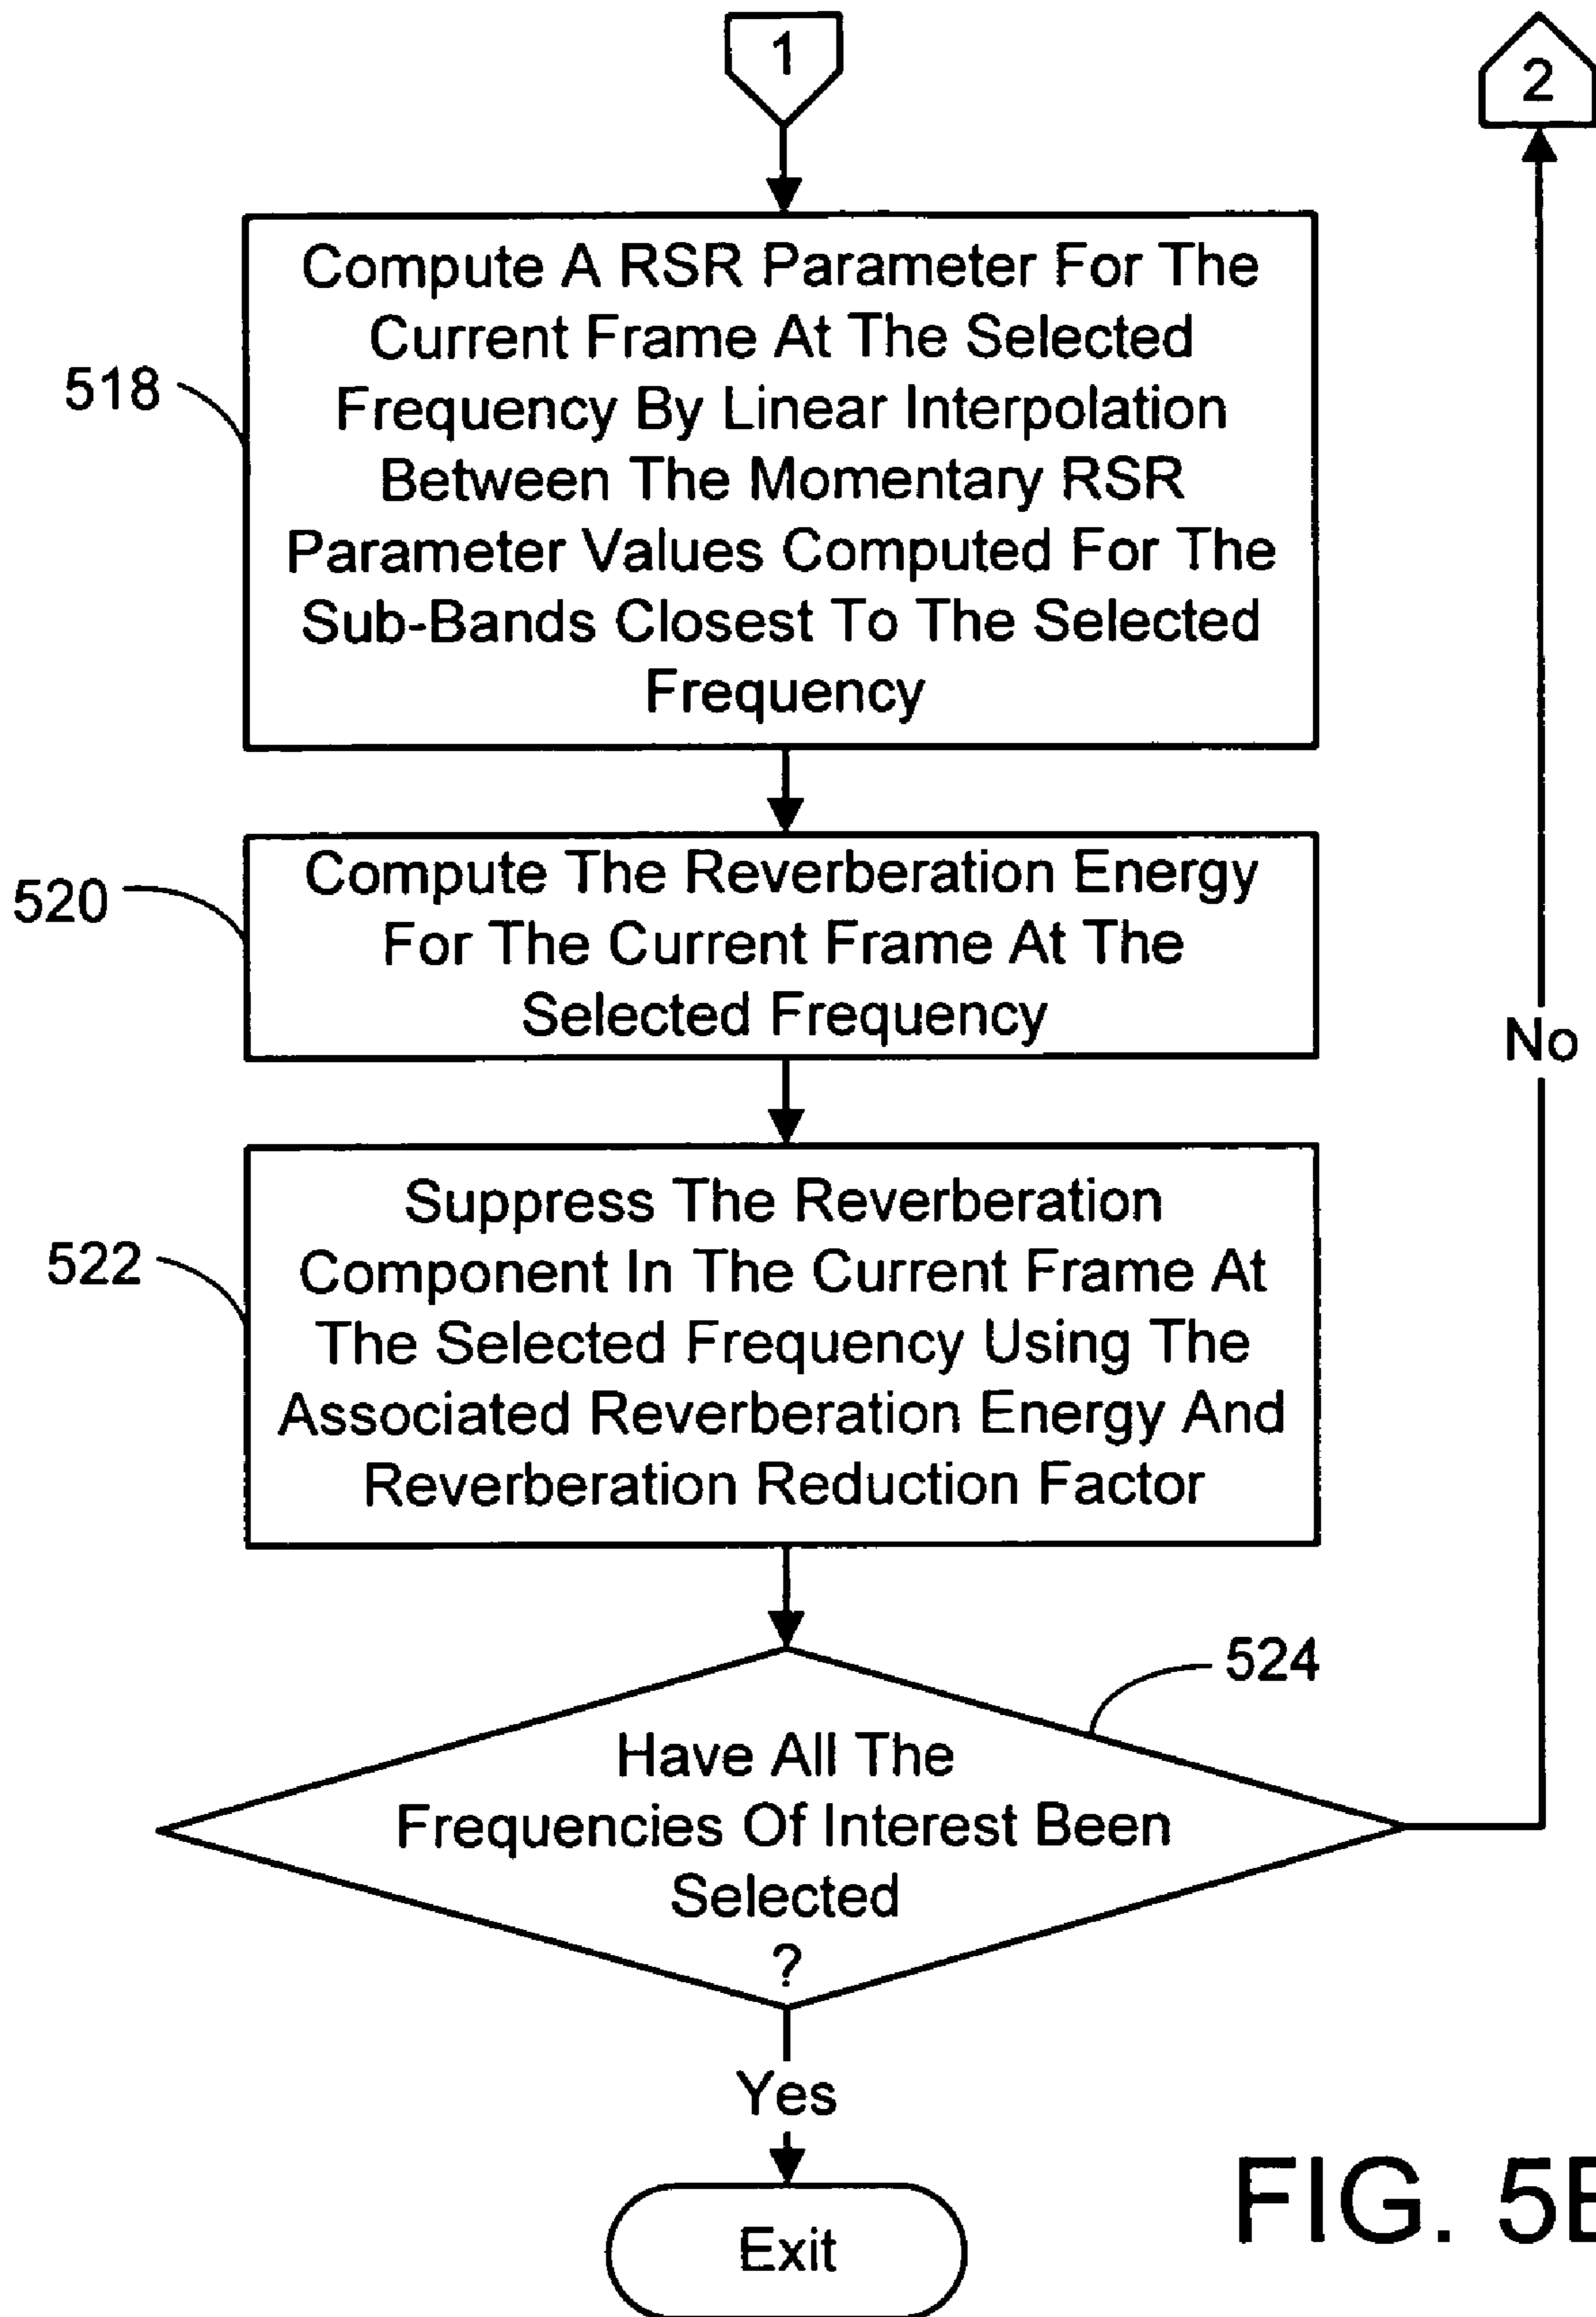 1
2
Compute A RSR Parameter For The
Current Frame At The Selected
Frequency By Linear Interpolation
Between The Momentary RSR
Parameter Values Computed For The
Sub-Bands Closest To The Selected
Frequency
518
Compute The Reverberation Energy
For The Current Frame At The
Selected Frequency
520
No
Suppress The Reverberation
Component In The Current Frame At
The Selected Frequency Using The
Associated Reverberation Energy And
Reverberation Reduction Factor
522
524
Have All The
Frequencies Of Interest Been
Selected
?
Yes
Exit
FIG. 5B